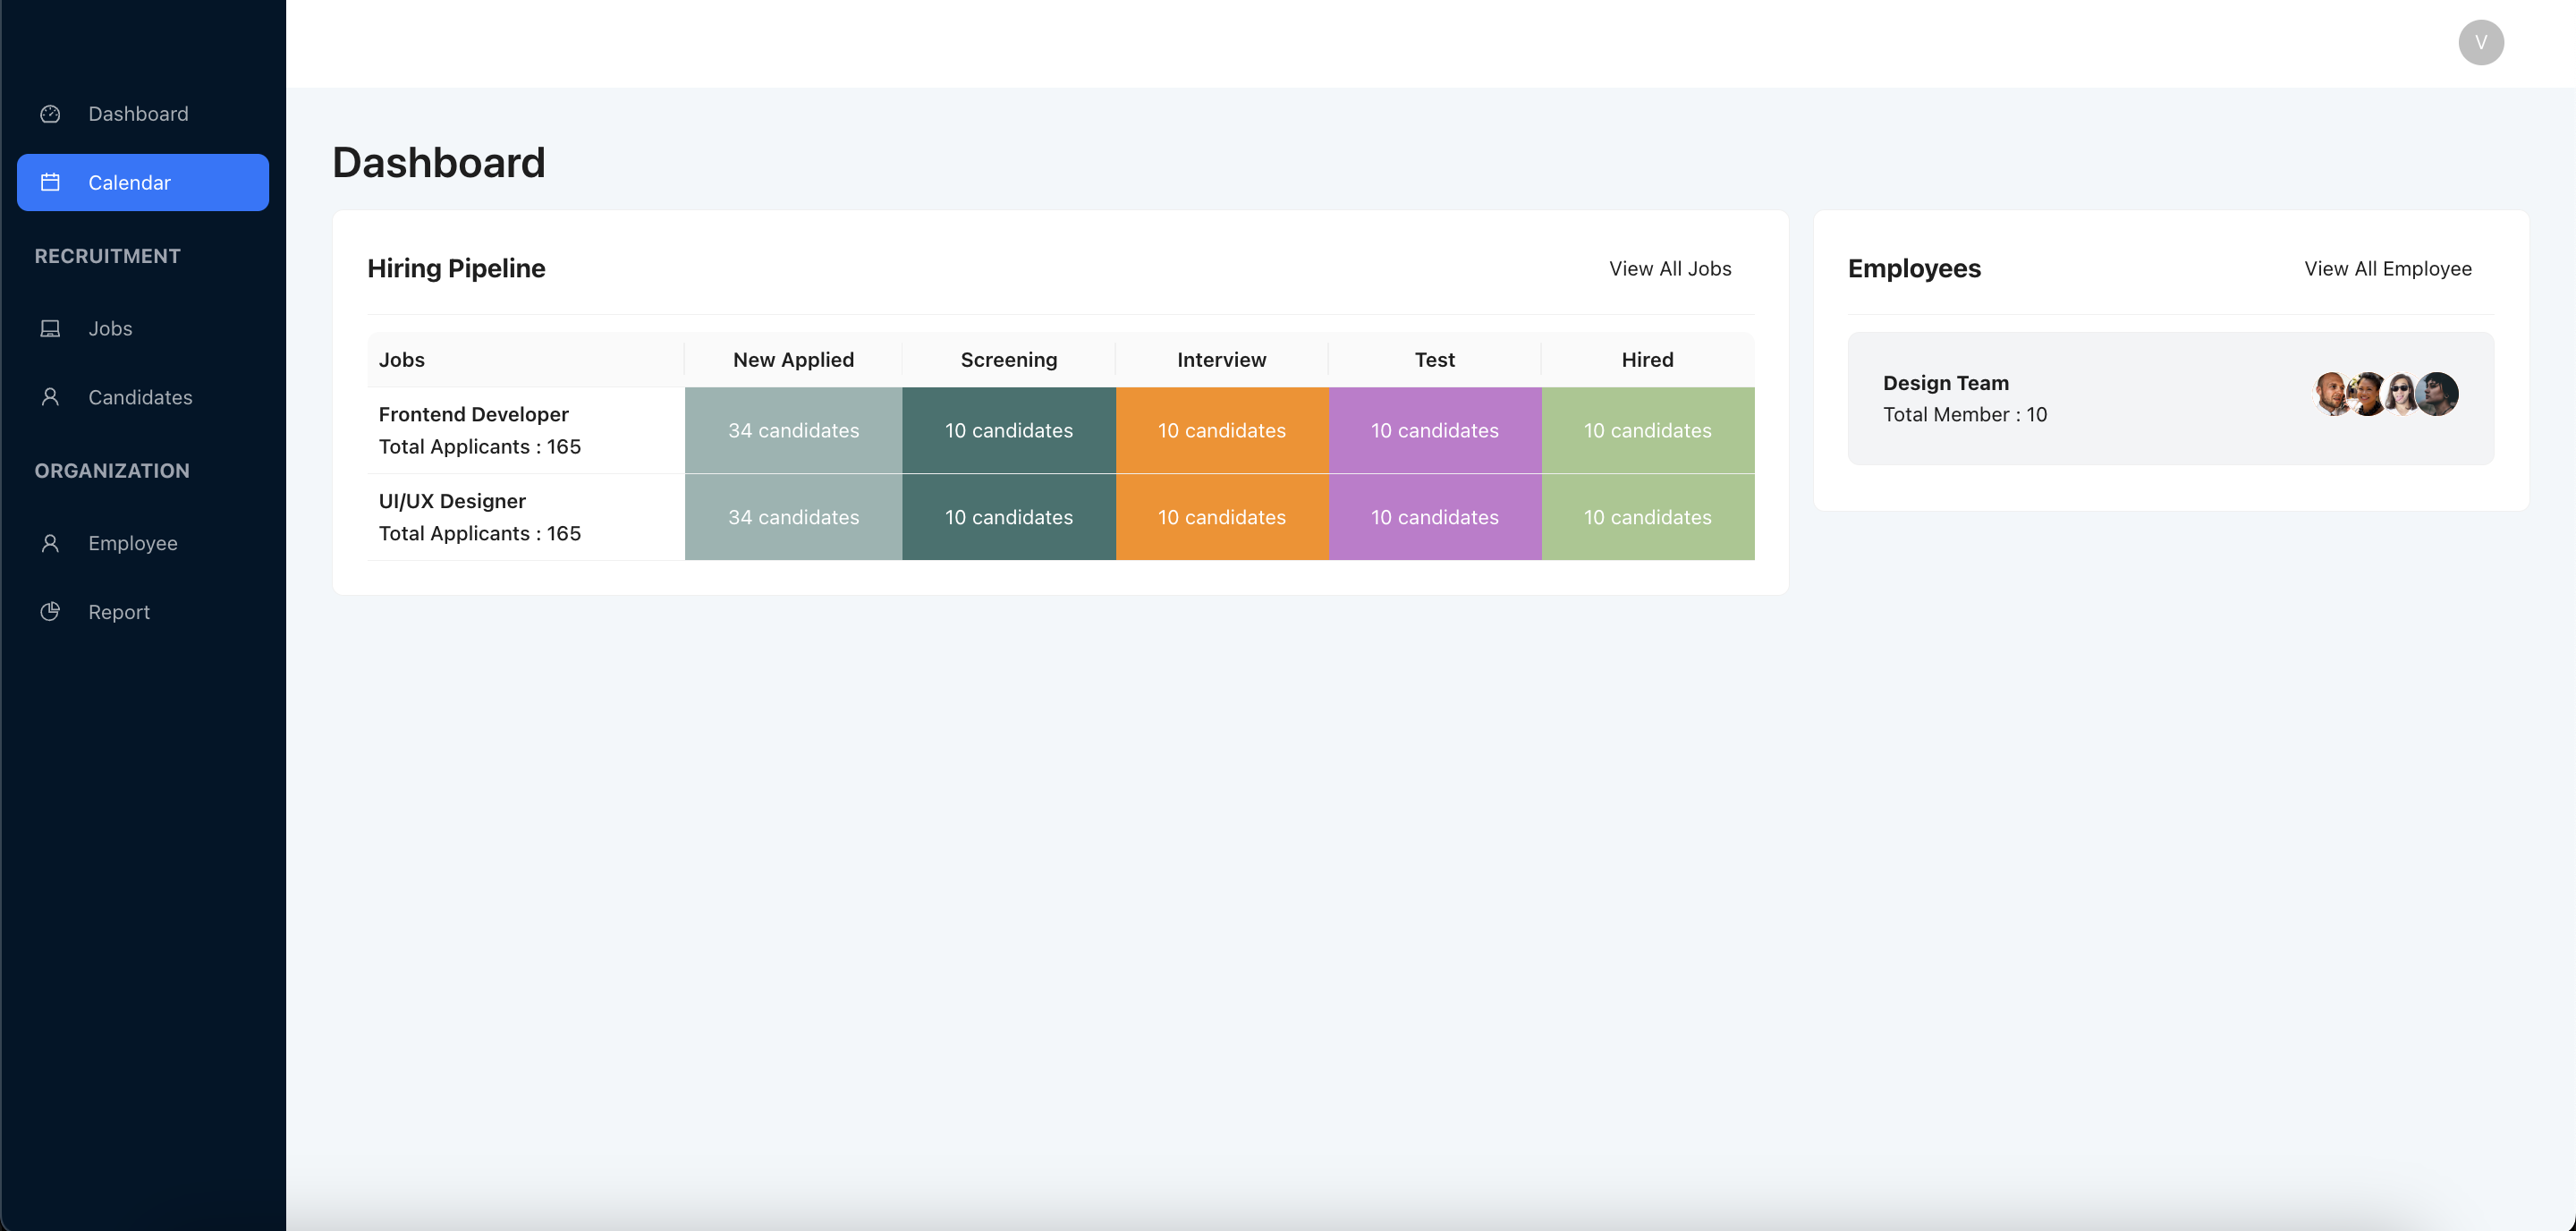 V
Dashboard
Calendar
RECRUITMENT
Jobs
Candidates
ORGANIZATION
Employee
Report
Dashboard
Hiring Pipeline
View All Jobs
Jobs
New Applied
Screening
Interview
Test
Hired
Frontend Developer
Total Applicants : 165
34 candidates
10 candidates
10 candidates
10 candidates
10 candidates
UI/UX Designer
Total Applicants : 165
34 candidates
10 candidates
10 candidates
10 candidates
10 candidates
Employees
View All Employee
Design Team
Total Member : 10